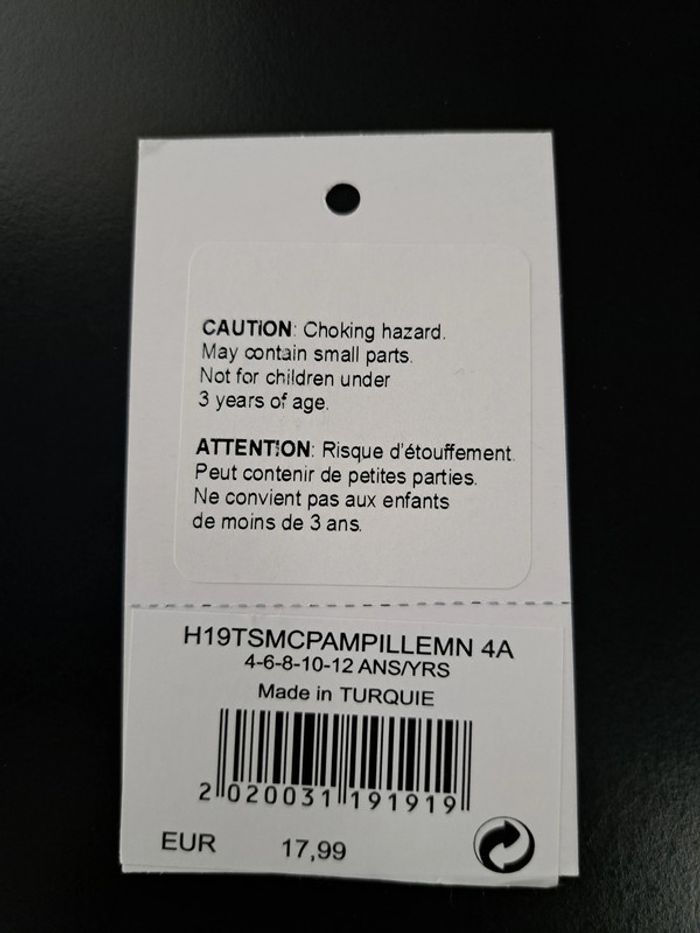 CAUTION: Choking hazard.
May contain small parts.
Not for children under
3 years of age.
ATTENTION: Risque d'étouffement.
Peut contenir de petites parties.
Ne convient pas aux enfants
de moins de 3 ans.
H19TSMCPAMPILLEMN 4A
4-6-8-10-12 ANS/YRS
Made in TURQUIE
2 020031 191919
EUR 17,99